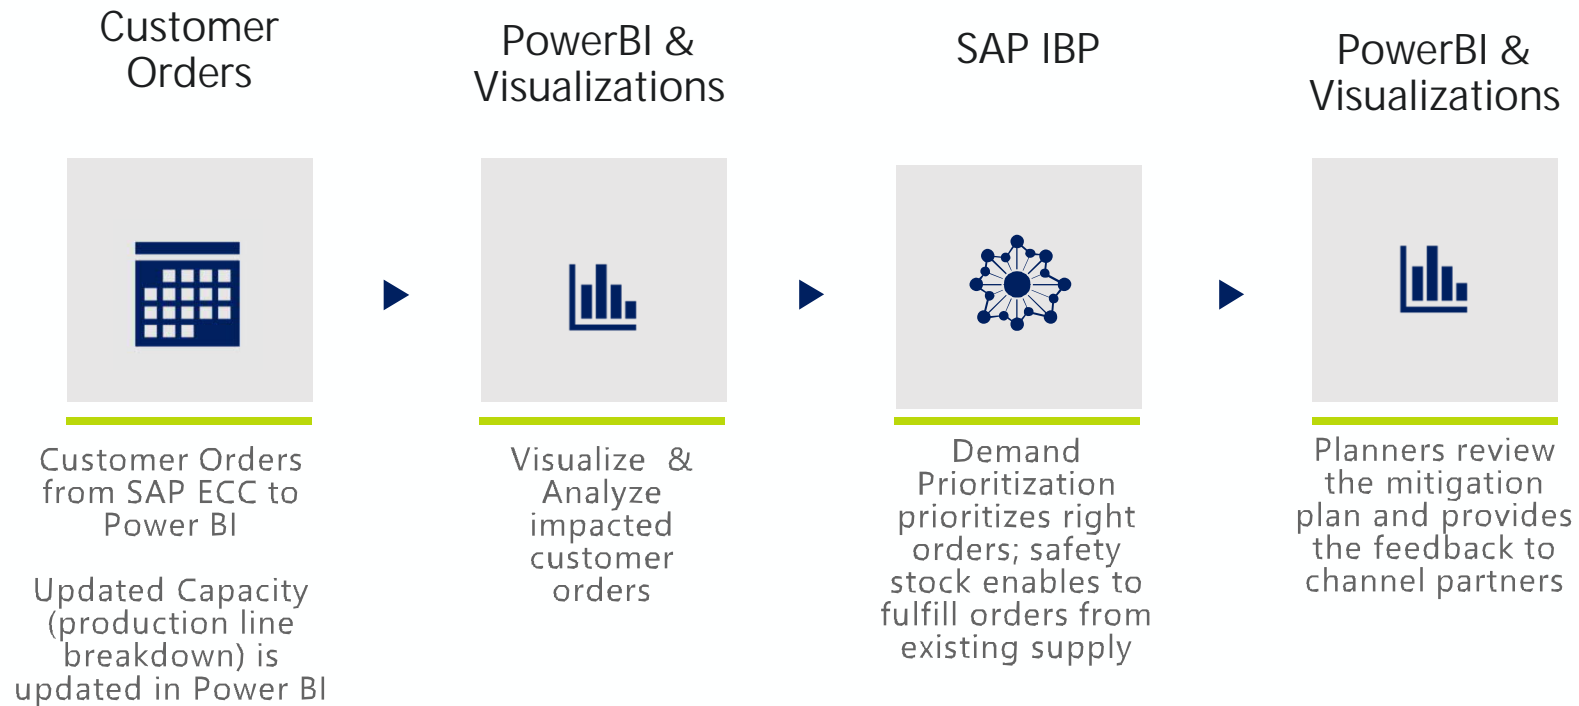 Customer
Orders
PowerBI &
Visualizations
SAP IBP
PowerBI &
Visualizations
Customer Orders
from SAP ECC to
Power BI
Updated Capacity
(production line
breakdown) is
updated in Power BI
Visualize &
Analyze
impacted
customer
orders
Demand
Prioritization
prioritizes right
orders; safety
stock enables to
fulfill orders from
existing supply
Planners review
the mitigation
plan and provides
the feedback to
channel partners